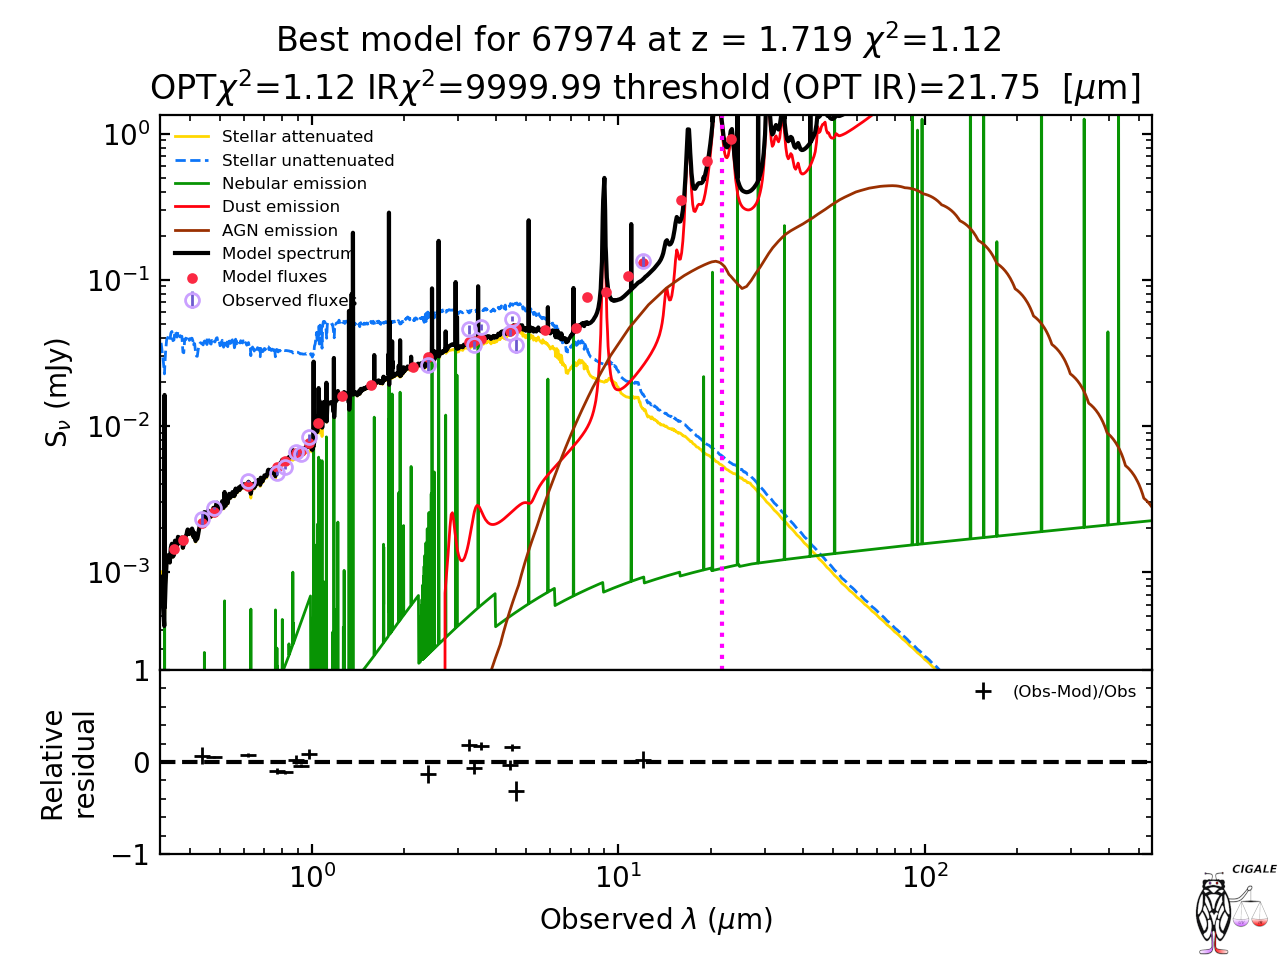 Best model for 67974 at z = 1.719 χ²=1.12
OPTχ²=1.12 IRχ²=9999.99 threshold (OPT IR)=21.75 [μm]
Stellar attenuated
Stellar unattenuated
Nebular emission
Dust emission
AGN emission
Model spectrum
Model fluxes
Observed fluxes
10⁰
10⁻¹
10⁻²
10⁻³
S_ν (mJy)
1
0
−1
Relative
residual
(Obs-Mod)/Obs
10⁰
10¹
10²
Observed λ (μm)
CIGALE